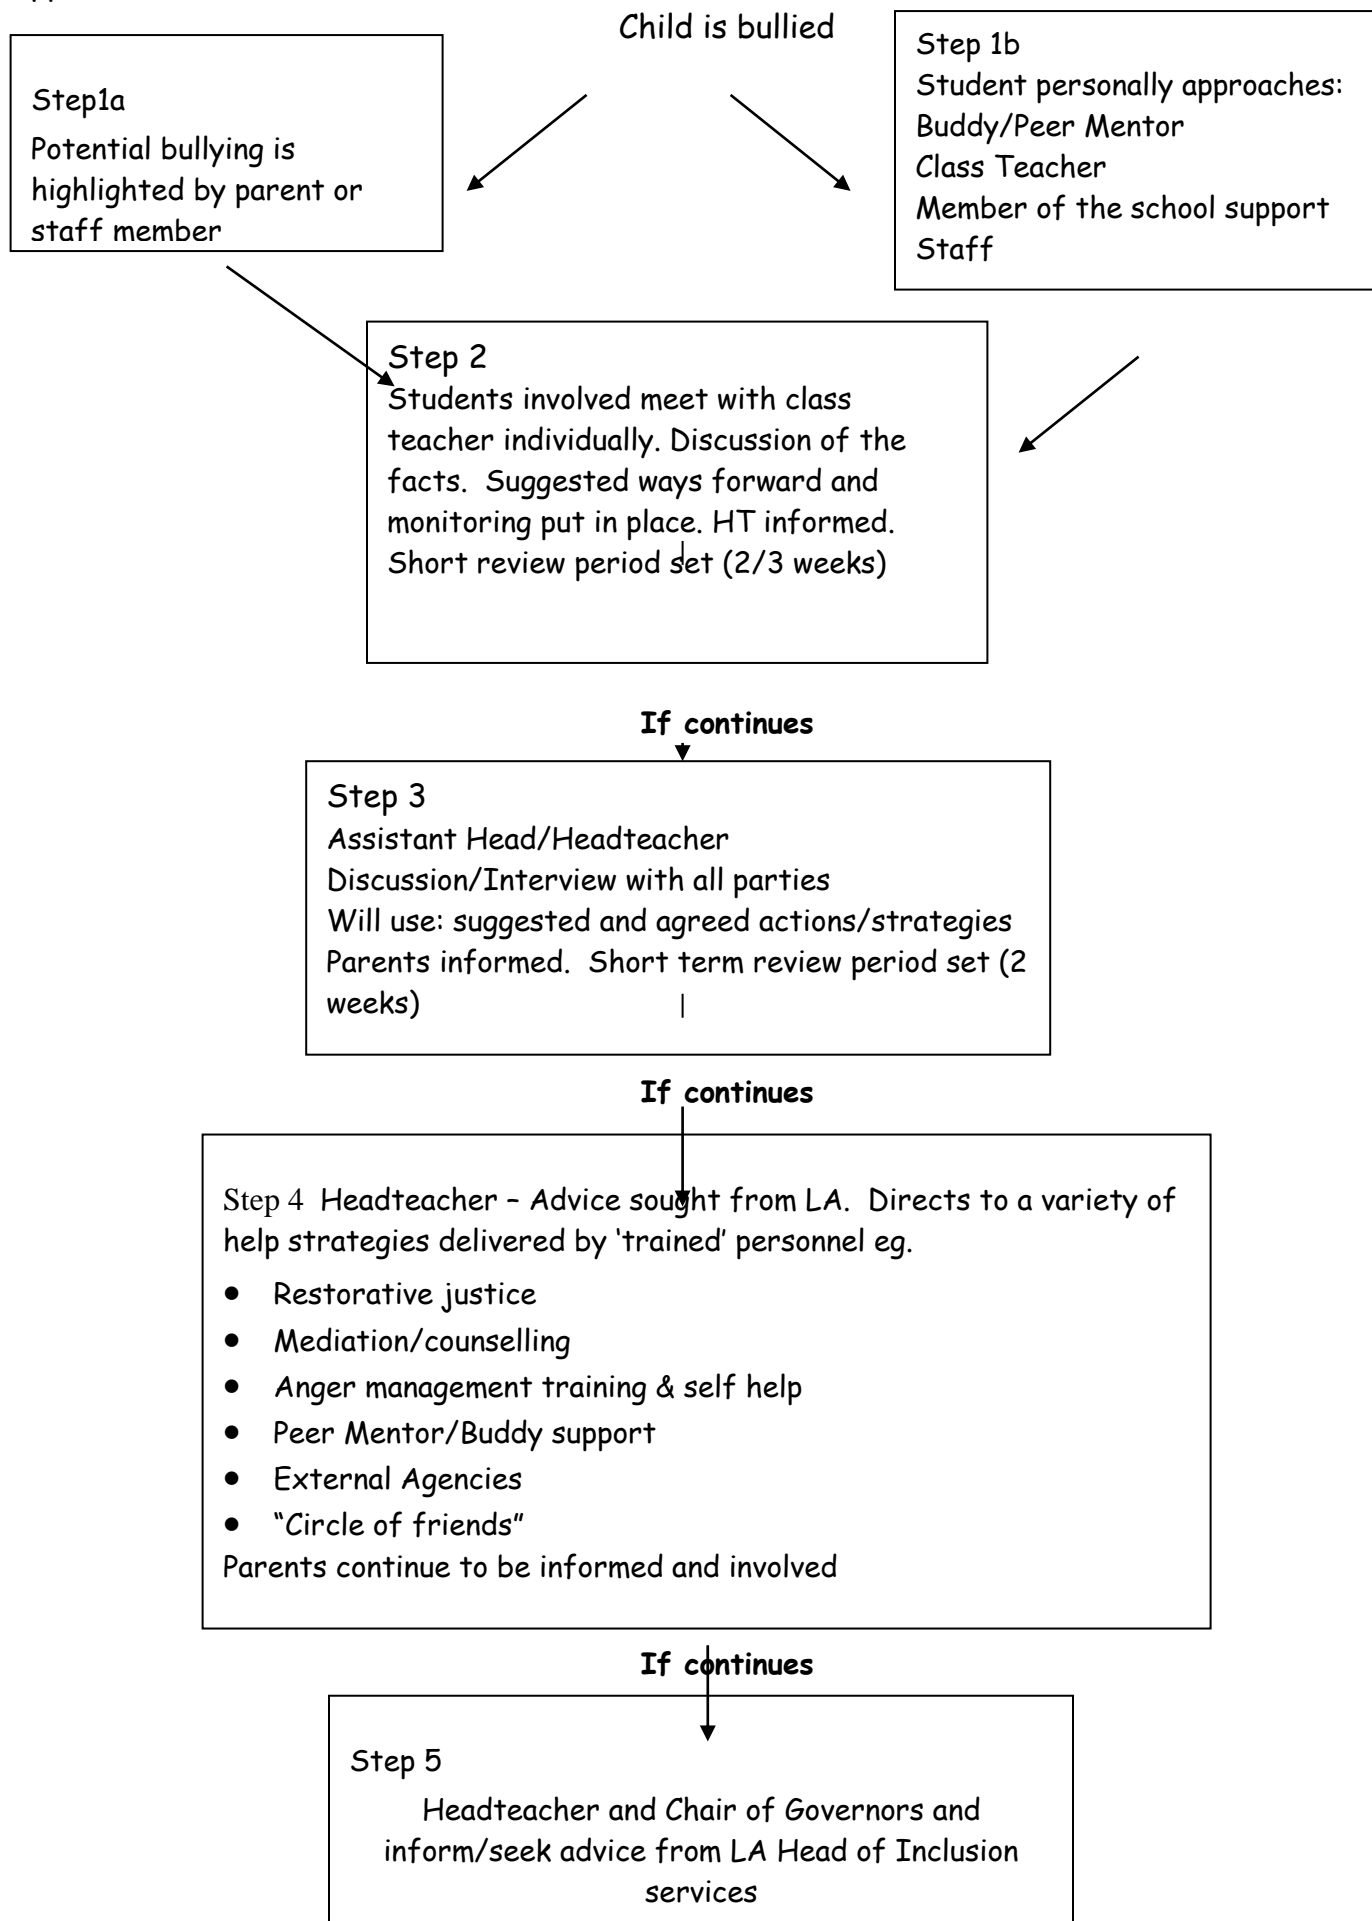 Child is bullied
Step1a
Potential bullying is
highlighted by parent or
staff member
Step 1b
Student personally approaches:
Buddy/Peer Mentor
Class Teacher
Member of the school support
Staff
Step 2
Students involved meet with class
teacher individually. Discussion of the
facts.  Suggested ways forward and
monitoring put in place. HT informed.
Short review period set (2/3 weeks)
If continues
Step 3
Assistant Head/Headteacher
Discussion/Interview with all parties
Will use: suggested and agreed actions/strategies
Parents informed.  Short term review period set (2
weeks)
If continues
Step 4  Headteacher – Advice sought from LA.  Directs to a variety of
help strategies delivered by ‘trained’ personnel eg.
• Restorative justice
• Mediation/counselling
• Anger management training & self help
• Peer Mentor/Buddy support
• External Agencies
• “Circle of friends”
Parents continue to be informed and involved
If continues
Step 5
Headteacher and Chair of Governors and
inform/seek advice from LA Head of Inclusion
services